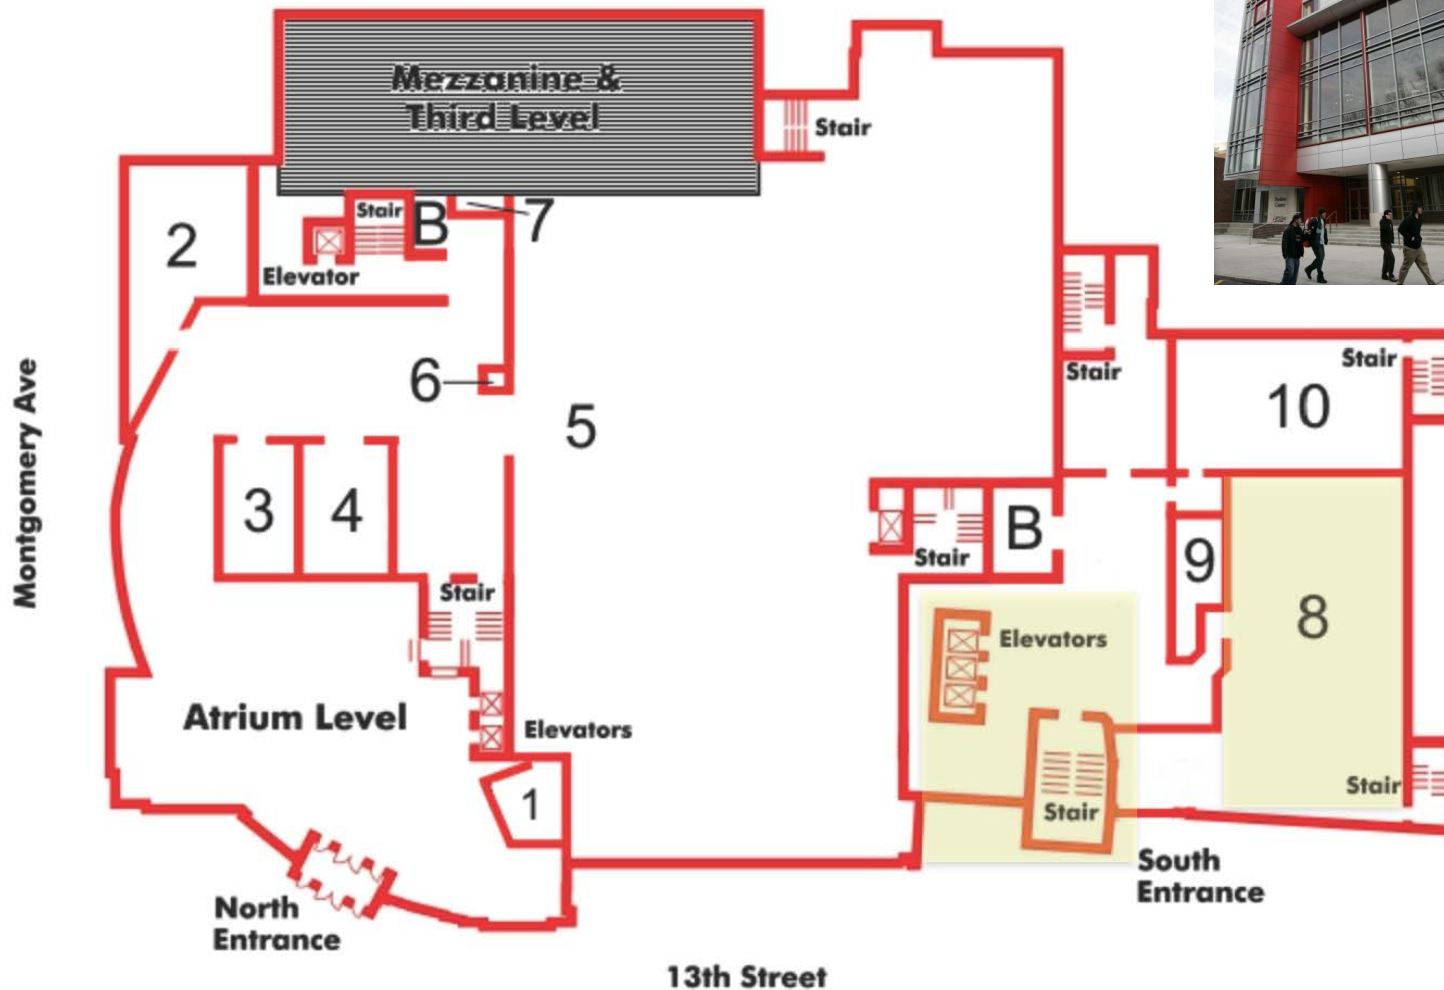 Mezzanine &
Third Level
Stair
2
Stair
B
7
Elevator
Stair
Stair
10
6
5
Montgomery Ave
3
4
B
Stair
9
8
Stair
Elevators
Atrium Level
Elevators
1
Stair
Stair
South
Entrance
North
Entrance
13th Street